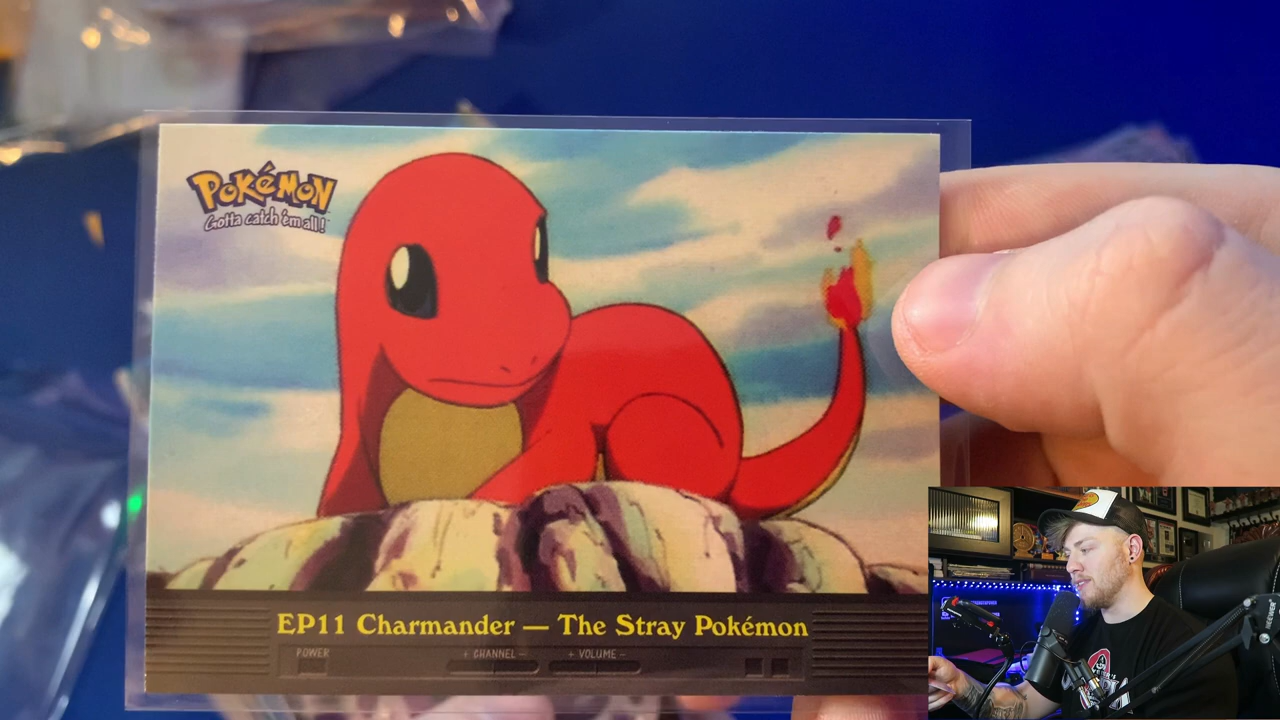 POKéMON
Gotta catch 'em all!
EP11 Charmander — The Stray Pokémon
POWER
+ CHANNEL –
+ VOLUME –